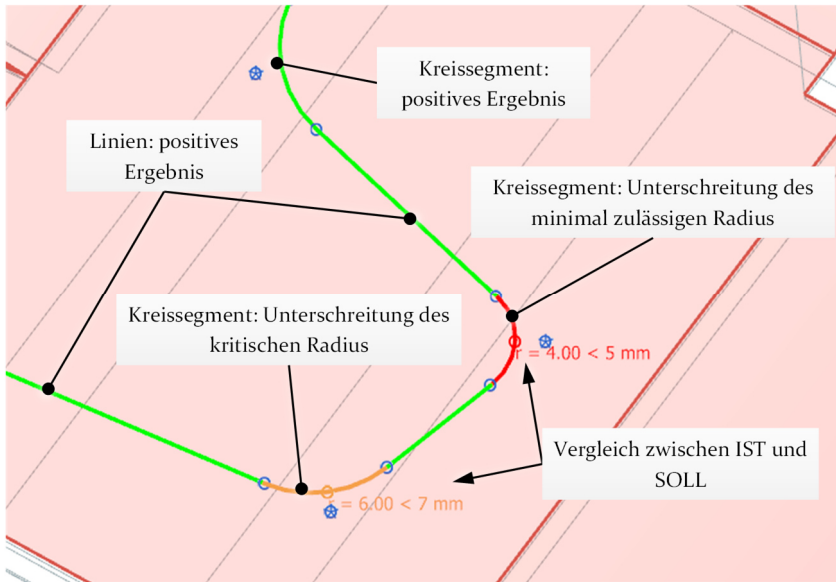 Kreissegment:
positives Ergebnis
Linien: positives
Ergebnis
Kreissegment: Unterschreitung des
minimal zulässigen Radius
Kreissegment: Unterschreitung des
kritischen Radius
r = 4.00 < 5 mm
Vergleich zwischen IST und
SOLL
r = 6.00 < 7 mm